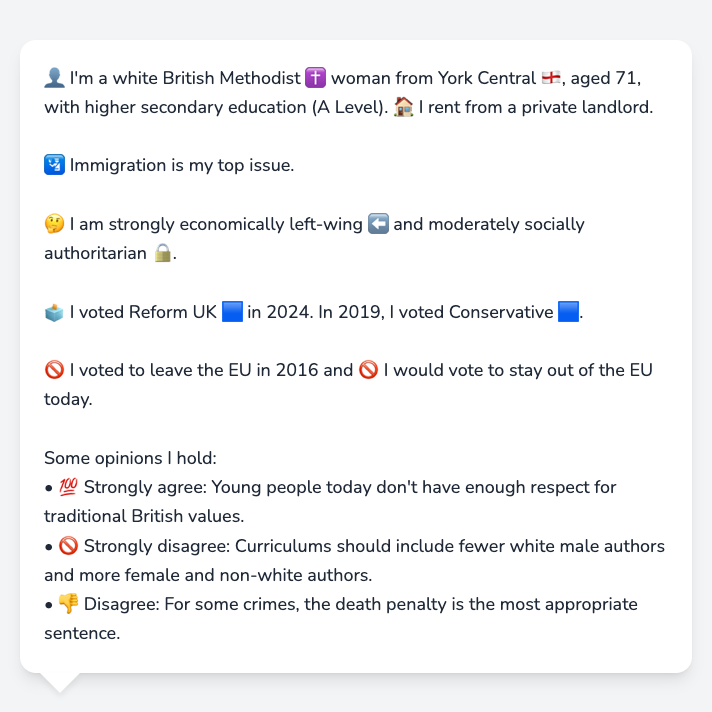 👤 I'm a white British Methodist ✝️ woman from York Central 🏴󠁧󠁢󠁥󠁮󠁧󠁿, aged 71,
with higher secondary education (A Level). 🏠 I rent from a private landlord.
🛂 Immigration is my top issue.
🤔 I am strongly economically left-wing ⬅️ and moderately socially
authoritarian 🔒.
🗳️ I voted Reform UK 🟦 in 2024. In 2019, I voted Conservative 🟦.
🚫 I voted to leave the EU in 2016 and 🚫 I would vote to stay out of the EU
today.
Some opinions I hold:
• 💯 Strongly agree: Young people today don't have enough respect for
traditional British values.
• 🚫 Strongly disagree: Curriculums should include fewer white male authors
and more female and non-white authors.
• 👎 Disagree: For some crimes, the death penalty is the most appropriate
sentence.